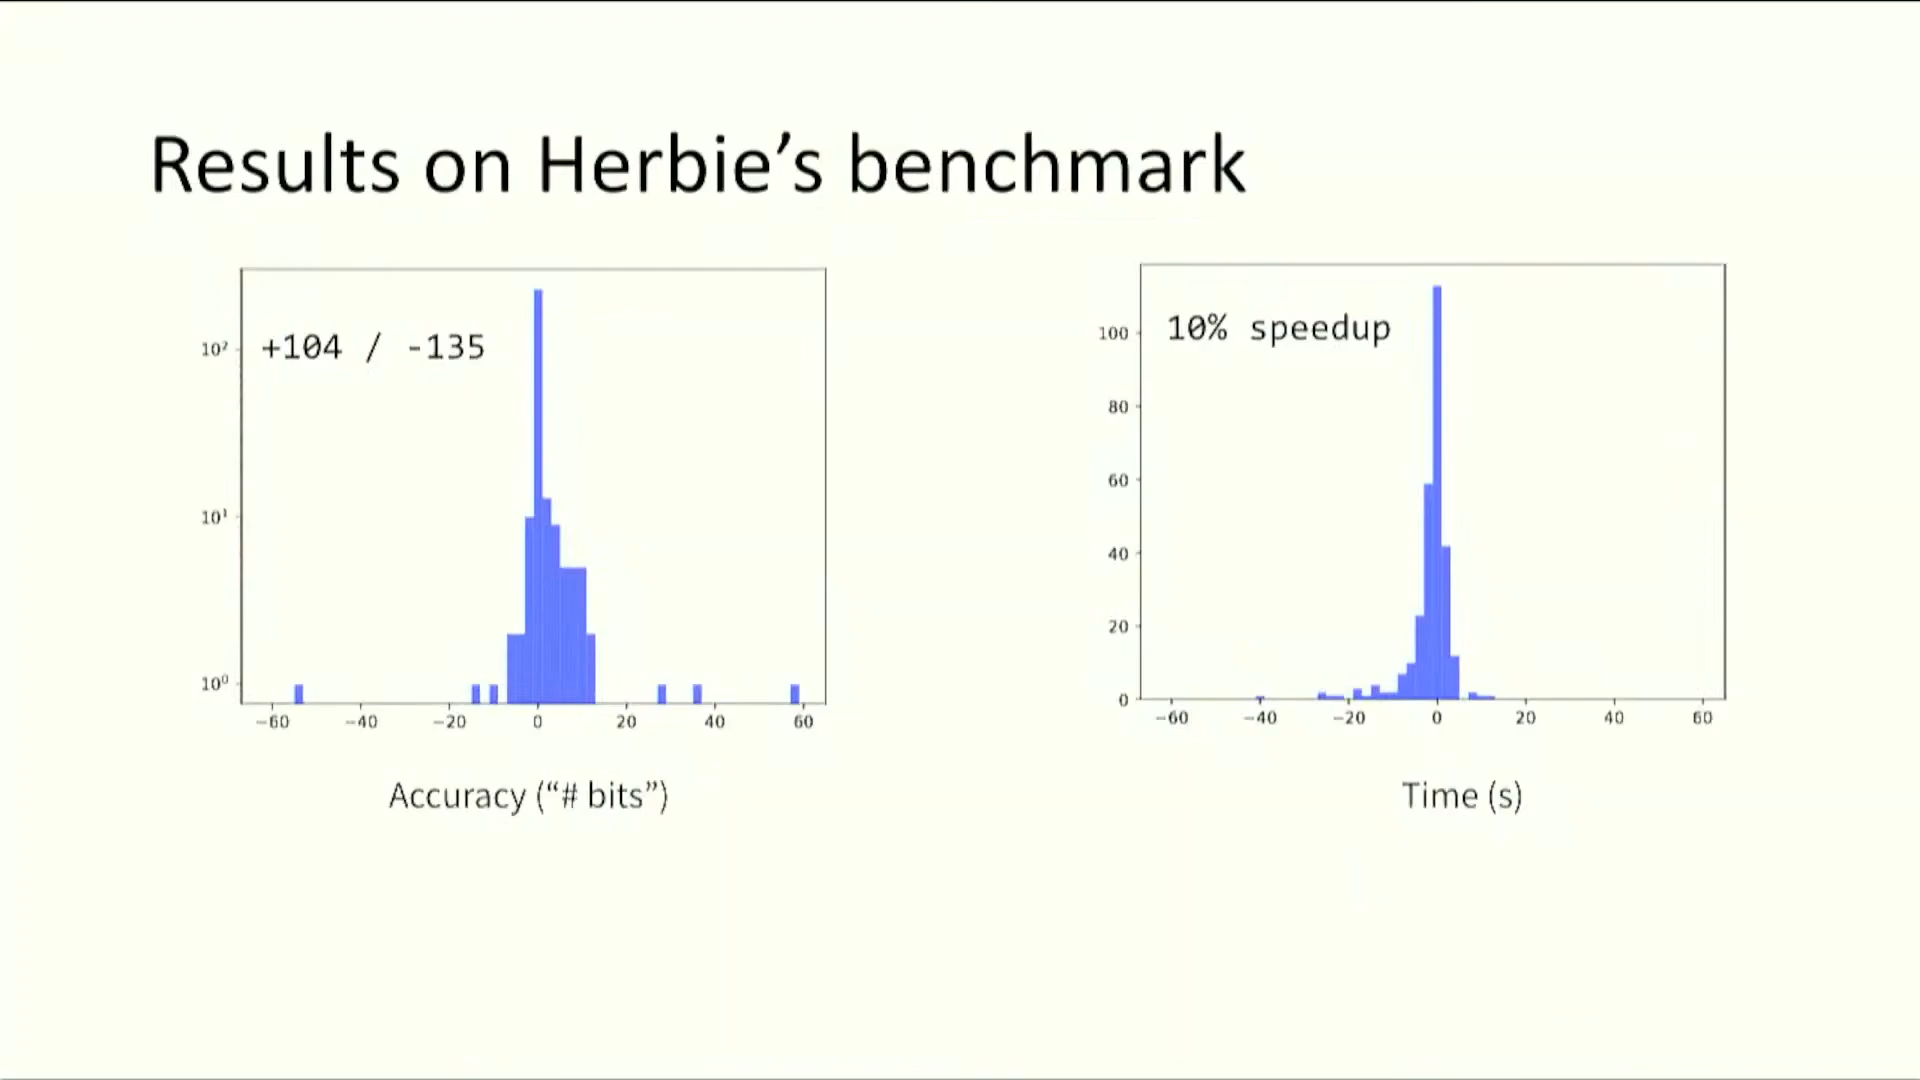 Results on Herbie’s benchmark
+104 / -135
10²
10¹
10⁰
−60 −40 −20 0 20 40 60
Accuracy (“# bits”)
10% speedup
100
80
60
40
20
0
−60 −40 −20 0 20 40 60
Time (s)